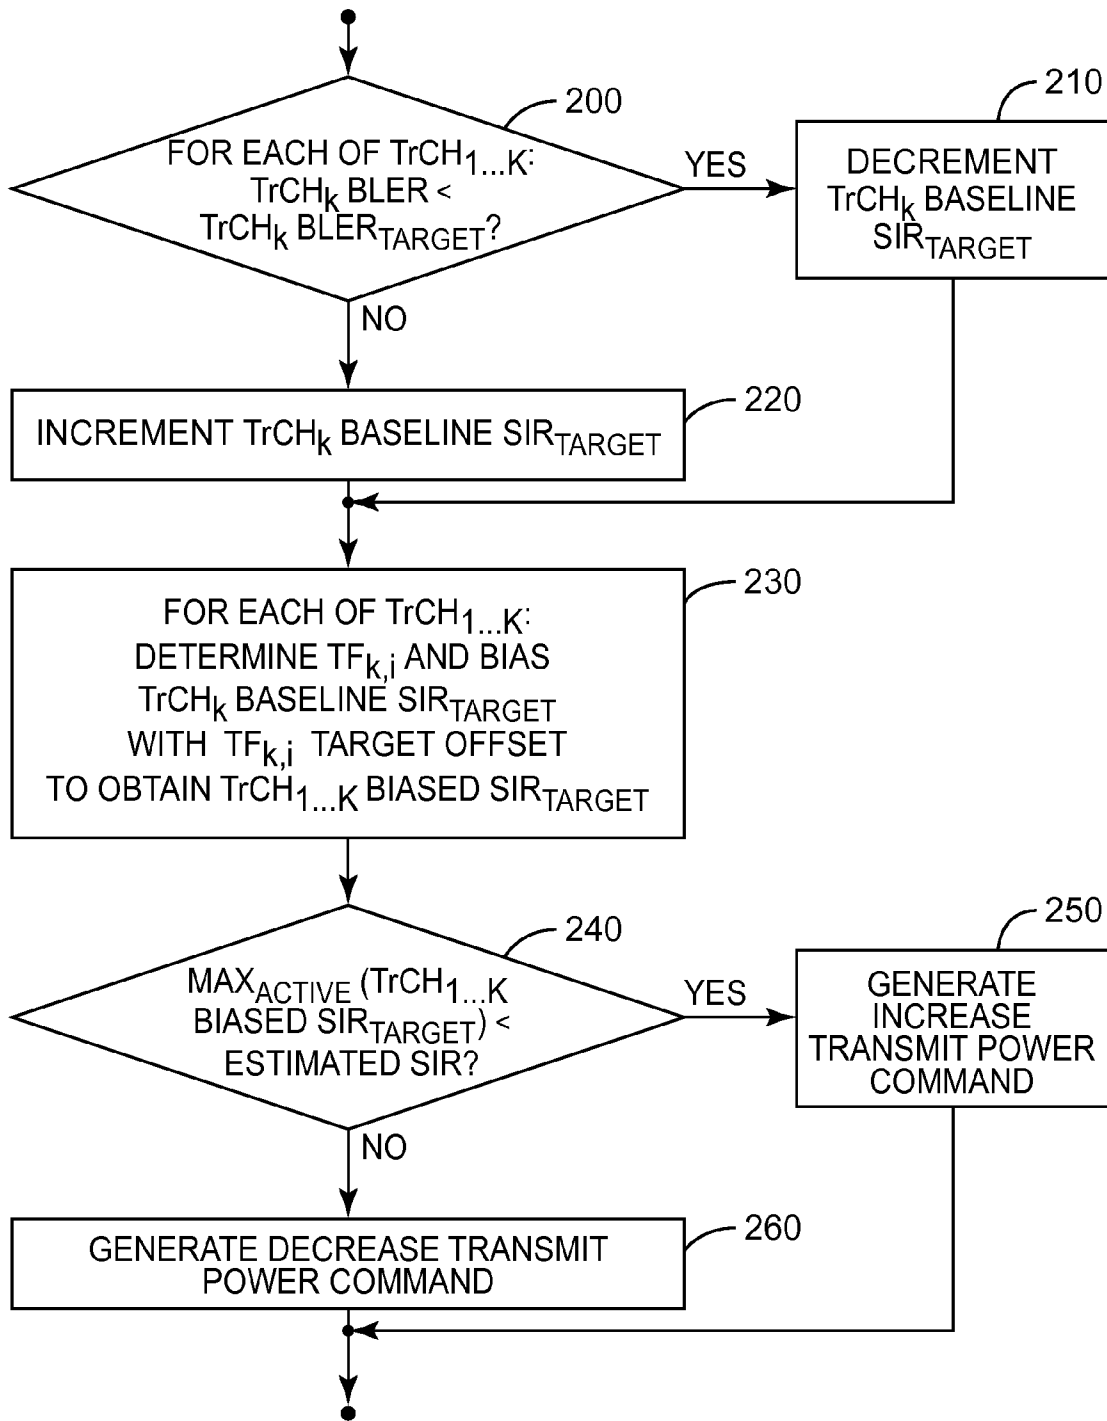 200
FOR EACH OF TrCH1...K:
TrCHk BLER <
TrCHk BLERTARGET?
YES
210
DECREMENT
TrCHk BASELINE
SIRTARGET
NO
220
INCREMENT TrCHk BASELINE SIRTARGET
230
FOR EACH OF TrCH1...K:
DETERMINE TFk,i AND BIAS
TrCHk BASELINE SIRTARGET
WITH TFk,i TARGET OFFSET
TO OBTAIN TrCH1...K BIASED SIRTARGET
240
MAXACTIVE (TrCH1...K
BIASED SIRTARGET) <
ESTIMATED SIR?
YES
250
GENERATE
INCREASE
TRANSMIT POWER
COMMAND
NO
260
GENERATE DECREASE TRANSMIT
POWER COMMAND